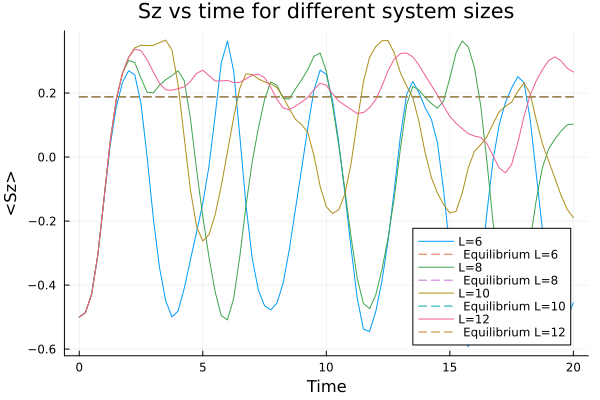 Sz vs time for different system sizes
<Sz>
0.2
0.0
−0.2
−0.4
−0.6
L=6
Equilibrium L=6
L=8
Equilibrium L=8
L=10
Equilibrium L=10
L=12
Equilibrium L=12
0 5 10 15 20
Time